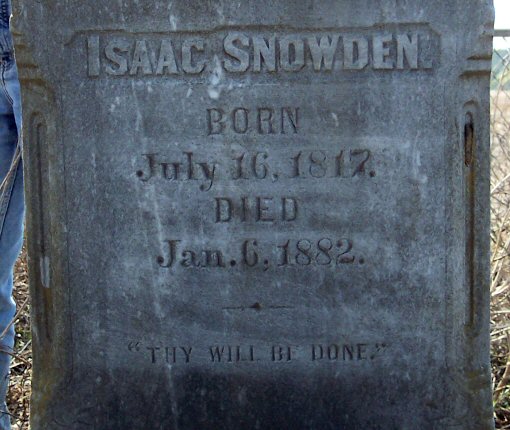 ISAAC SNOWDEN.
BORN
July 16, 1817.
DIED
Jan. 6, 1882.
"THY WILL BE DONE."